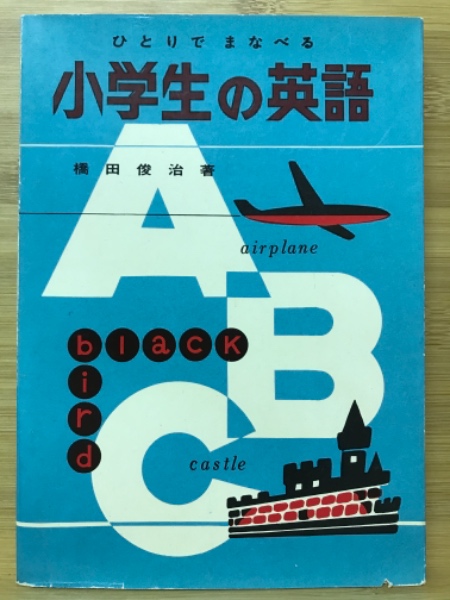 ひとりで まなべる
小学生の英語
橋田俊治著
A
airplane
B
black
bird
C
castle